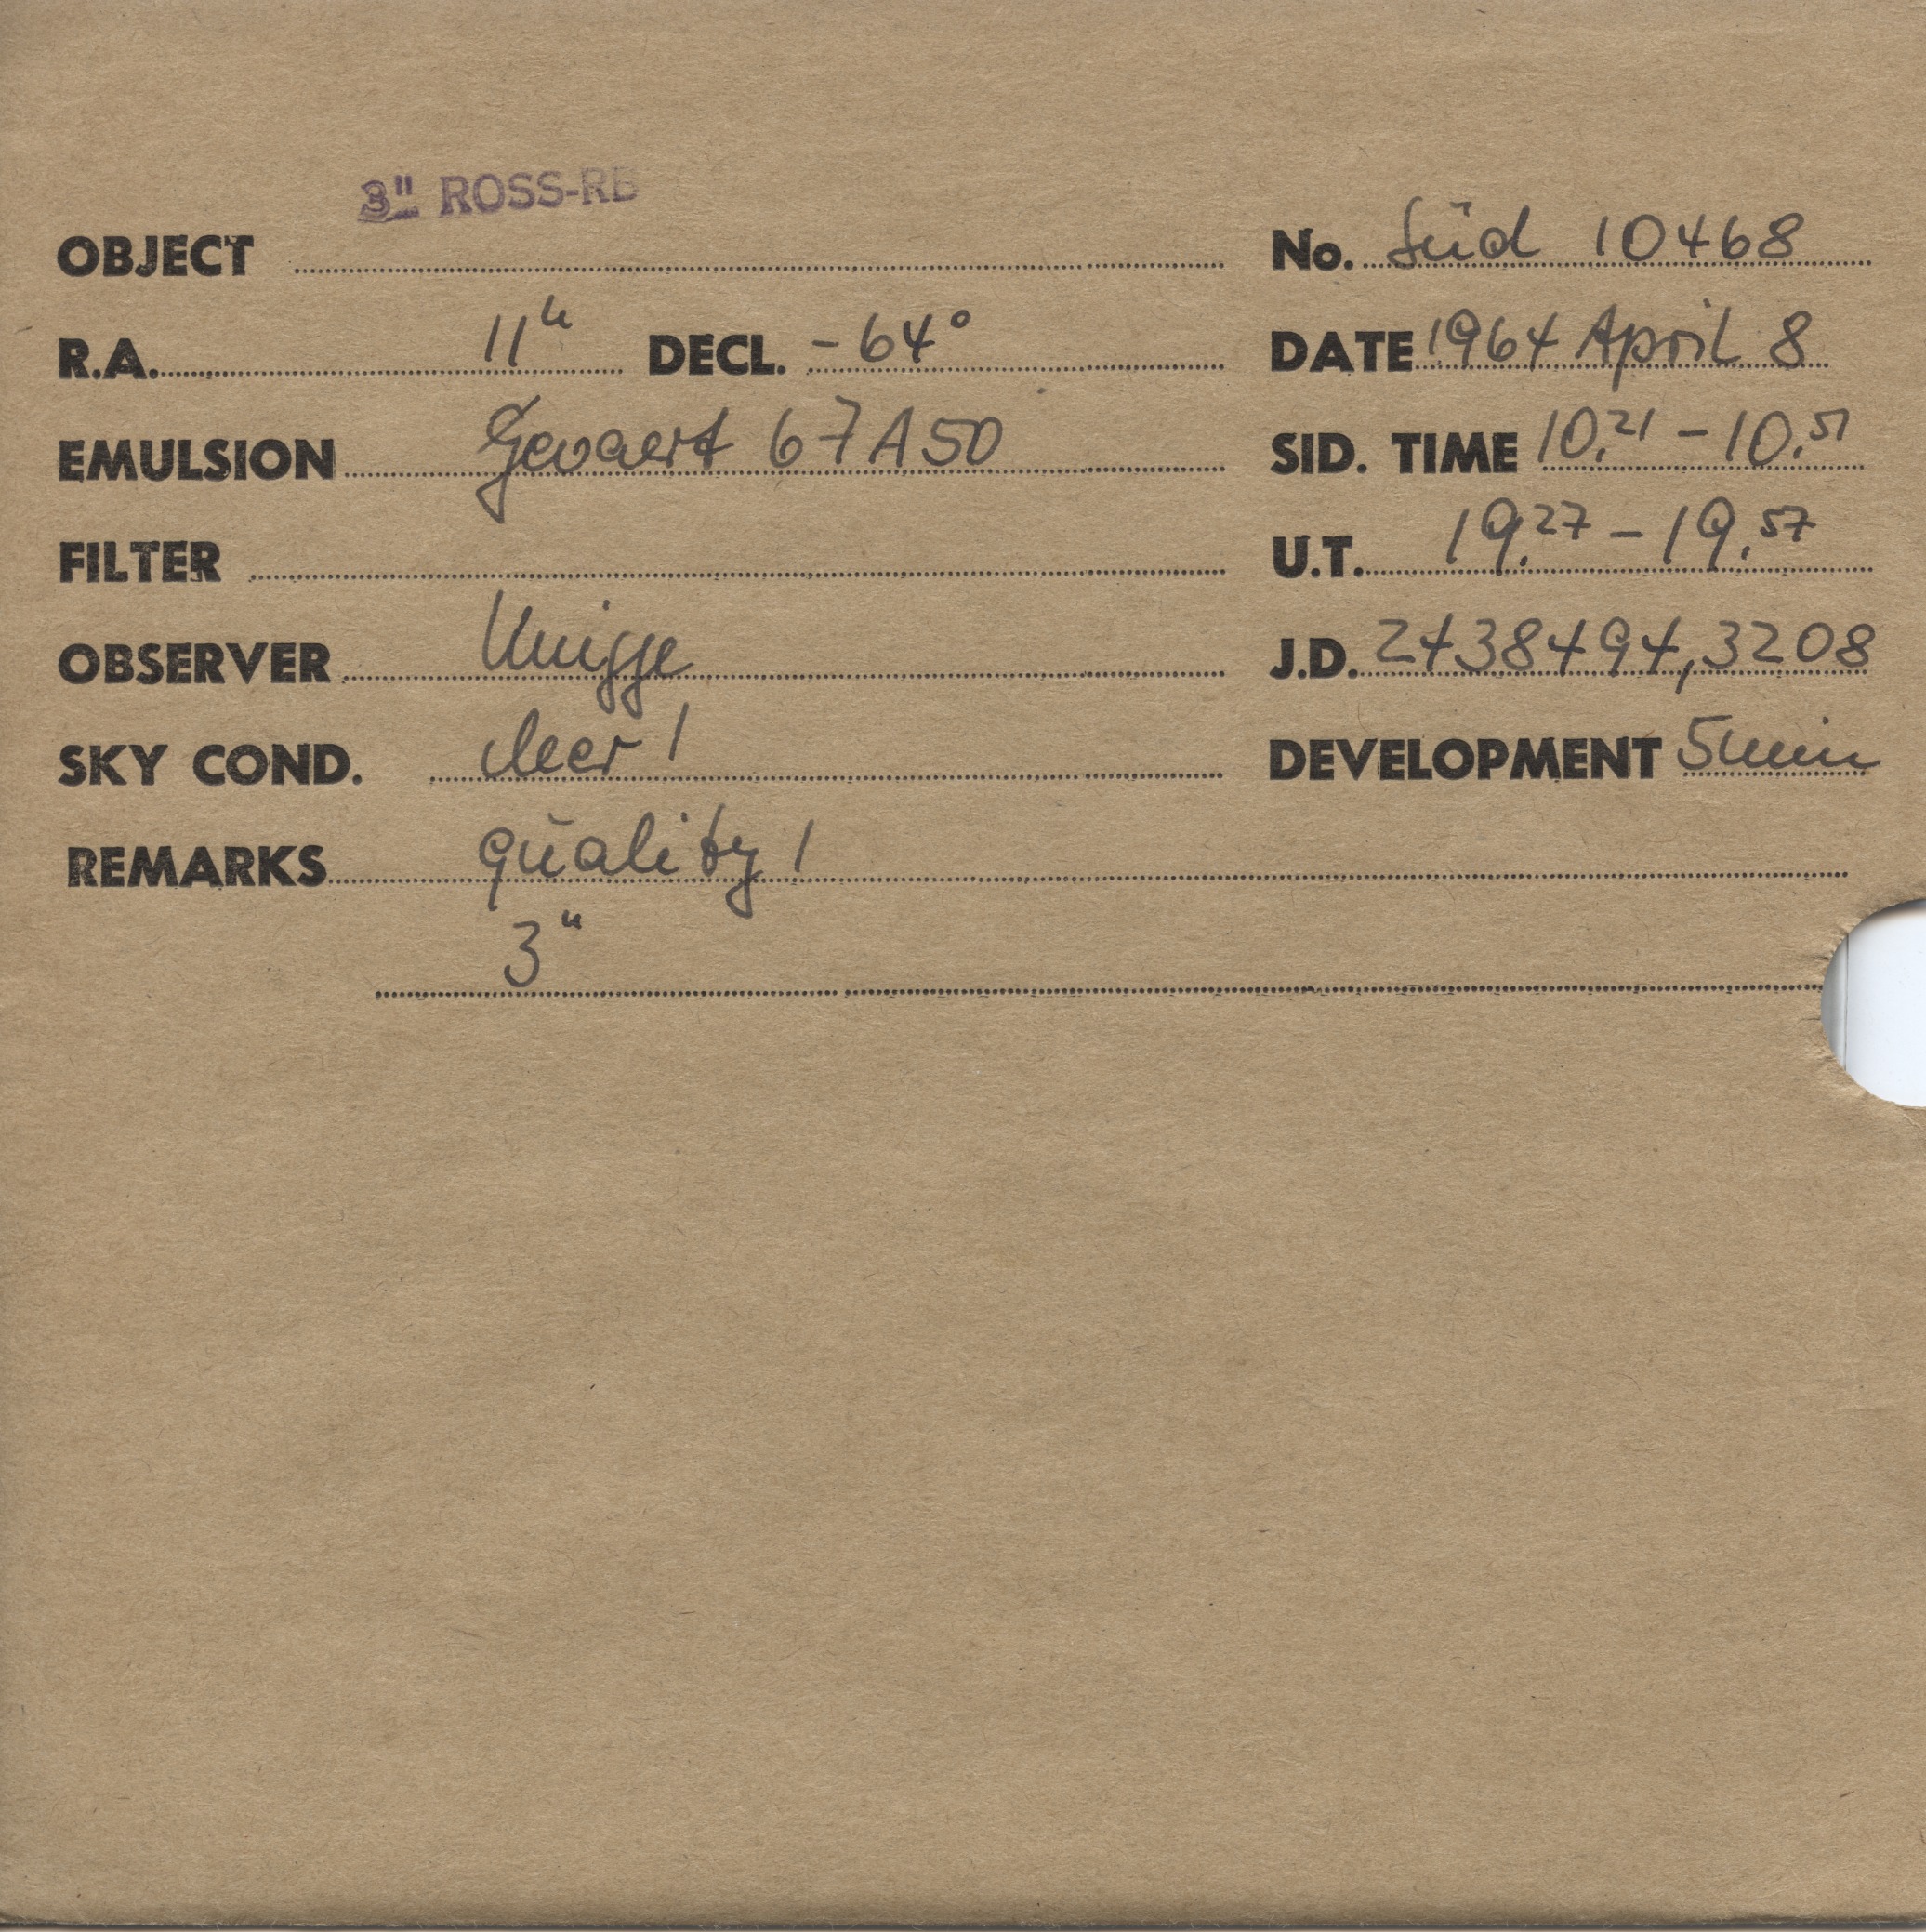 3" ROSS-RB
OBJECT No. Süd 10468
R.A. 11h DECL. -64° DATE 1964 April 8
EMULSION Gevaert 67A50 SID. TIME 10.21 - 10.51
FILTER U.T. 19.27 - 19.57
OBSERVER Knigge J.D. 2438494,3208
SKY COND. clear 1 DEVELOPMENT 5min
REMARKS quality 1
3"